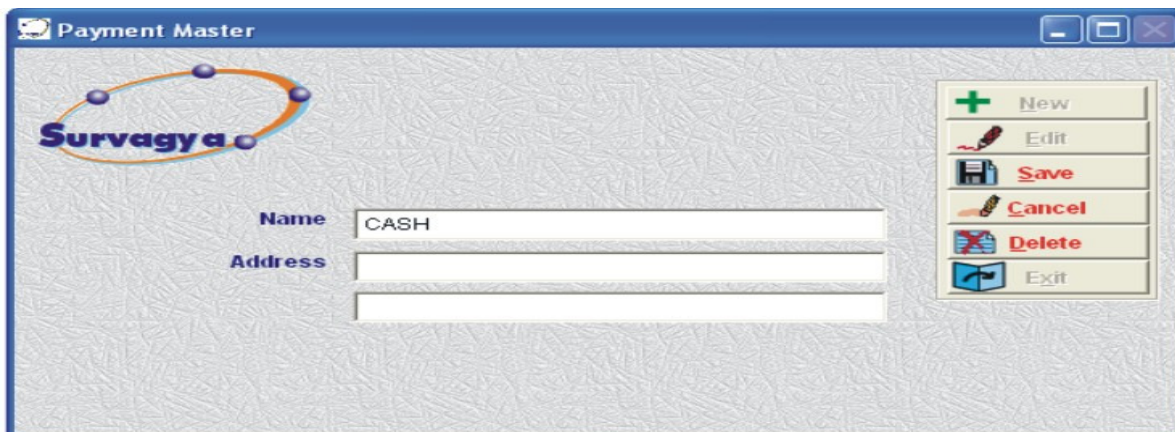 Payment Master
Survagya
New
Edit
Save
Cancel
Delete
Exit
Name CASH
Address